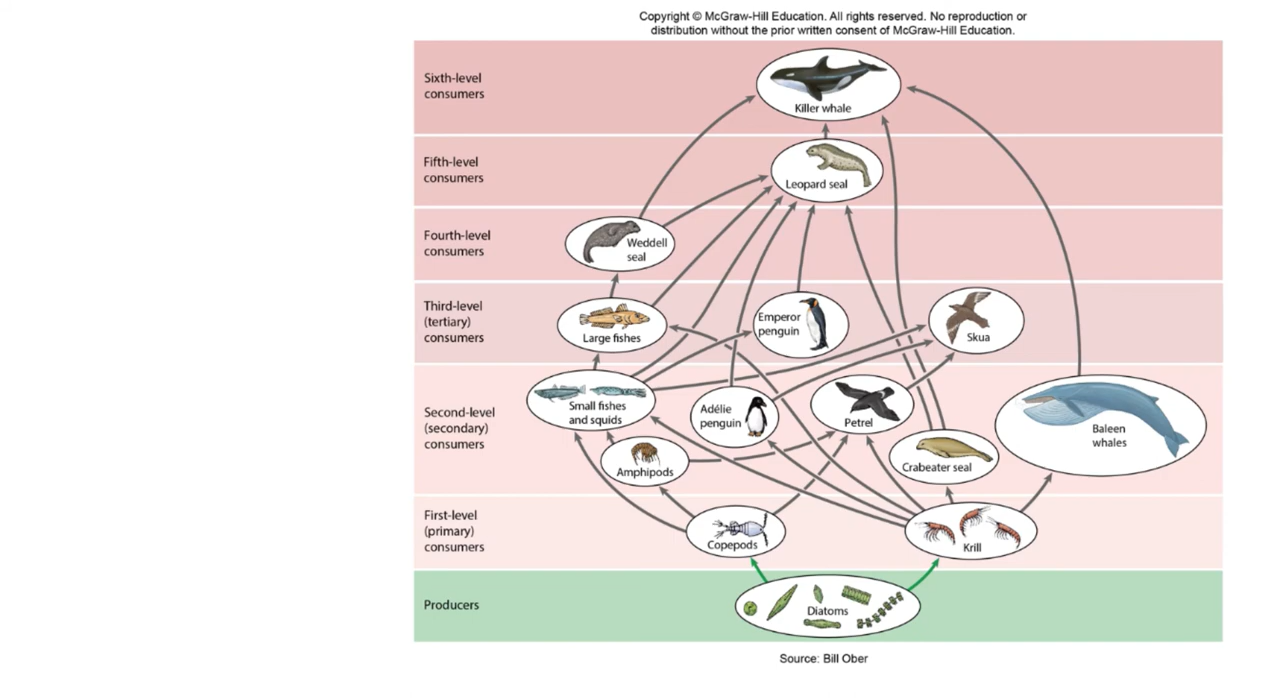 Copyright © McGraw-Hill Education. All rights reserved. No reproduction or
distribution without the prior written consent of McGraw-Hill Education.
Sixth-level
consumers
Killer whale
Fifth-level
consumers
Leopard seal
Fourth-level
consumers
Weddell
seal
Third-level
(tertiary)
consumers
Large fishes
Emperor
penguin
Skua
Second-level
(secondary)
consumers
Small fishes
and squids
Adélie
penguin
Petrel
Baleen
whales
Amphipods
Crabeater seal
First-level
(primary)
consumers
Copepods
Krill
Producers
Diatoms
Source: Bill Ober